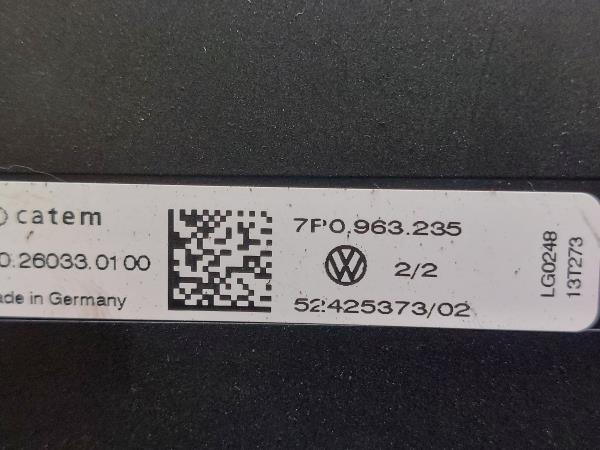 catem
0.26033.0100
ade in Germany
7P0.963.235
2/2
52425373/02
LG0248
13T273